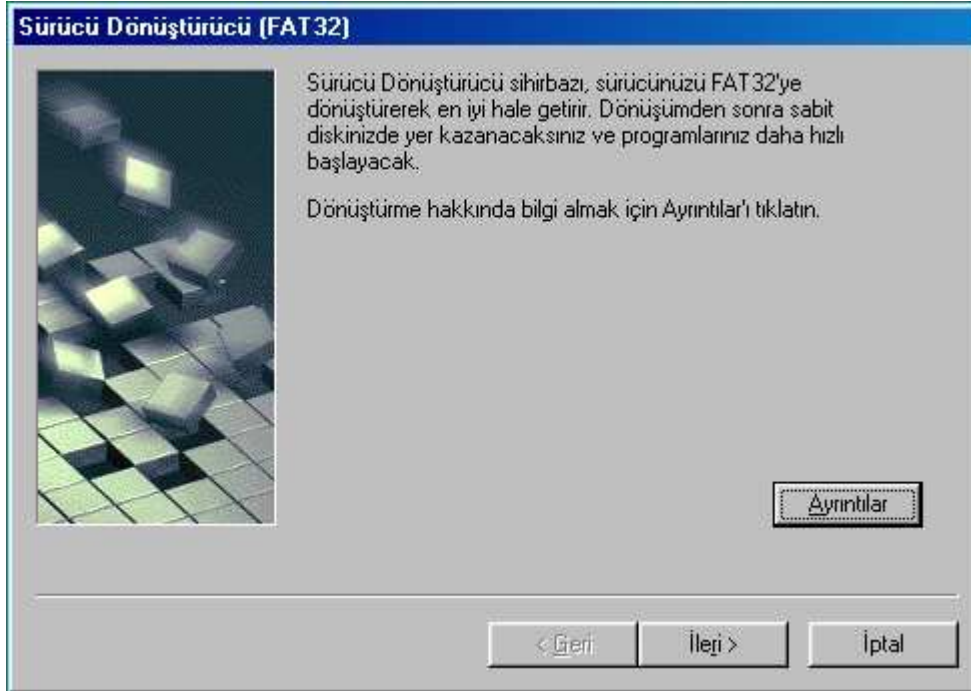 Sürücü Dönüştürücü (FAT32)
Sürücü Dönüştürücü sihirbazı, sürücünüzü FAT32'ye
dönüştürerek en iyi hale getirir. Dönüşümden sonra sabit
diskinizde yer kazanacaksınız ve programlarınız daha hızlı
başlayacak.
Dönüştürme hakkında bilgi almak için Ayrıntılar'ı tıklatın.
Ayrıntılar
< Geri
İleri >
İptal